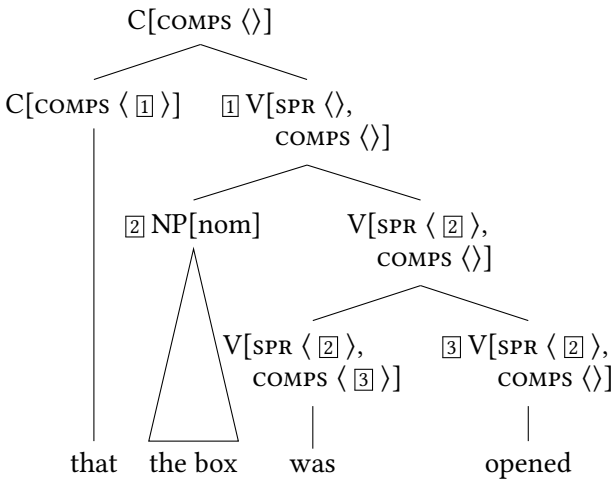 C[COMPS ⟨⟩]
C[COMPS ⟨ 1 ⟩] 1 V[SPR ⟨⟩,
COMPS ⟨⟩]
2 NP[nom] V[SPR ⟨ 2 ⟩,
COMPS ⟨⟩]
V[SPR ⟨ 2 ⟩, 3 V[SPR ⟨ 2 ⟩,
COMPS ⟨ 3 ⟩] COMPS ⟨⟩]
that the box was opened